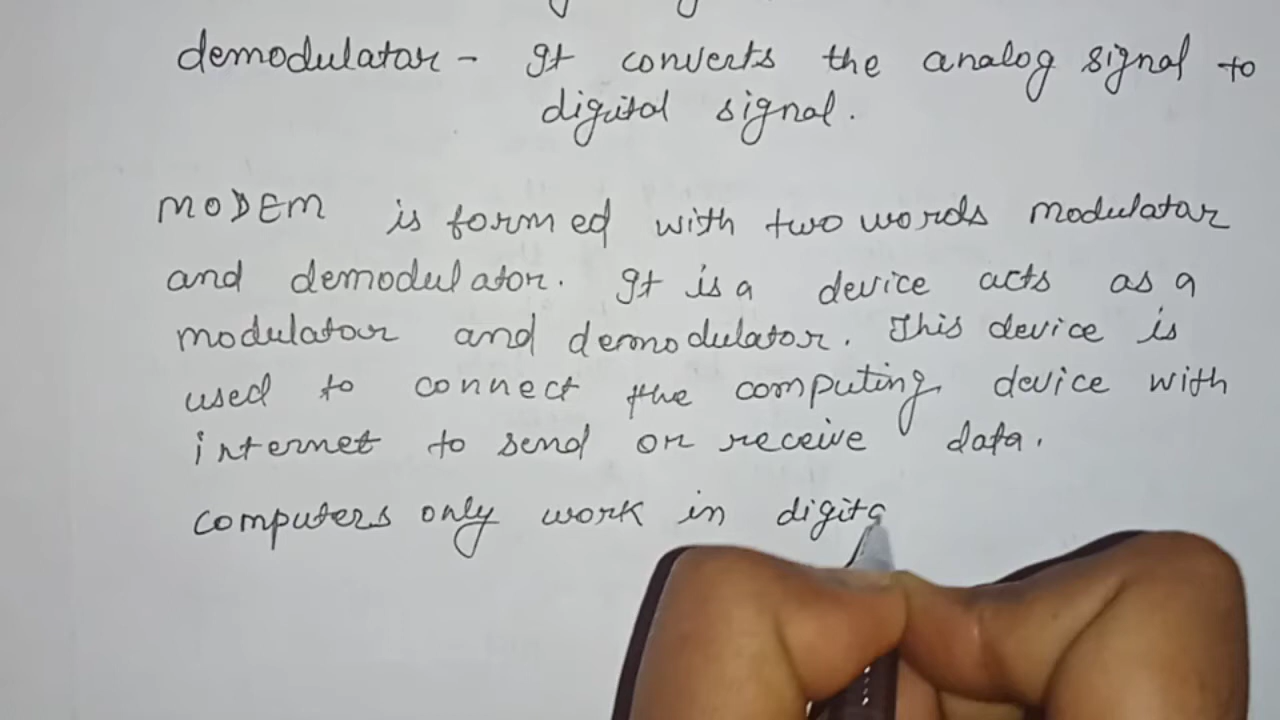 demodulatar - It converts the analog signal to
digital signal.
MODEM is formed with two words modulatar
and demodulator. It is a device acts as a
modulator and demodulator. This device is
used to connect the computing device with
internet to send or receive data.
computers only work in digita